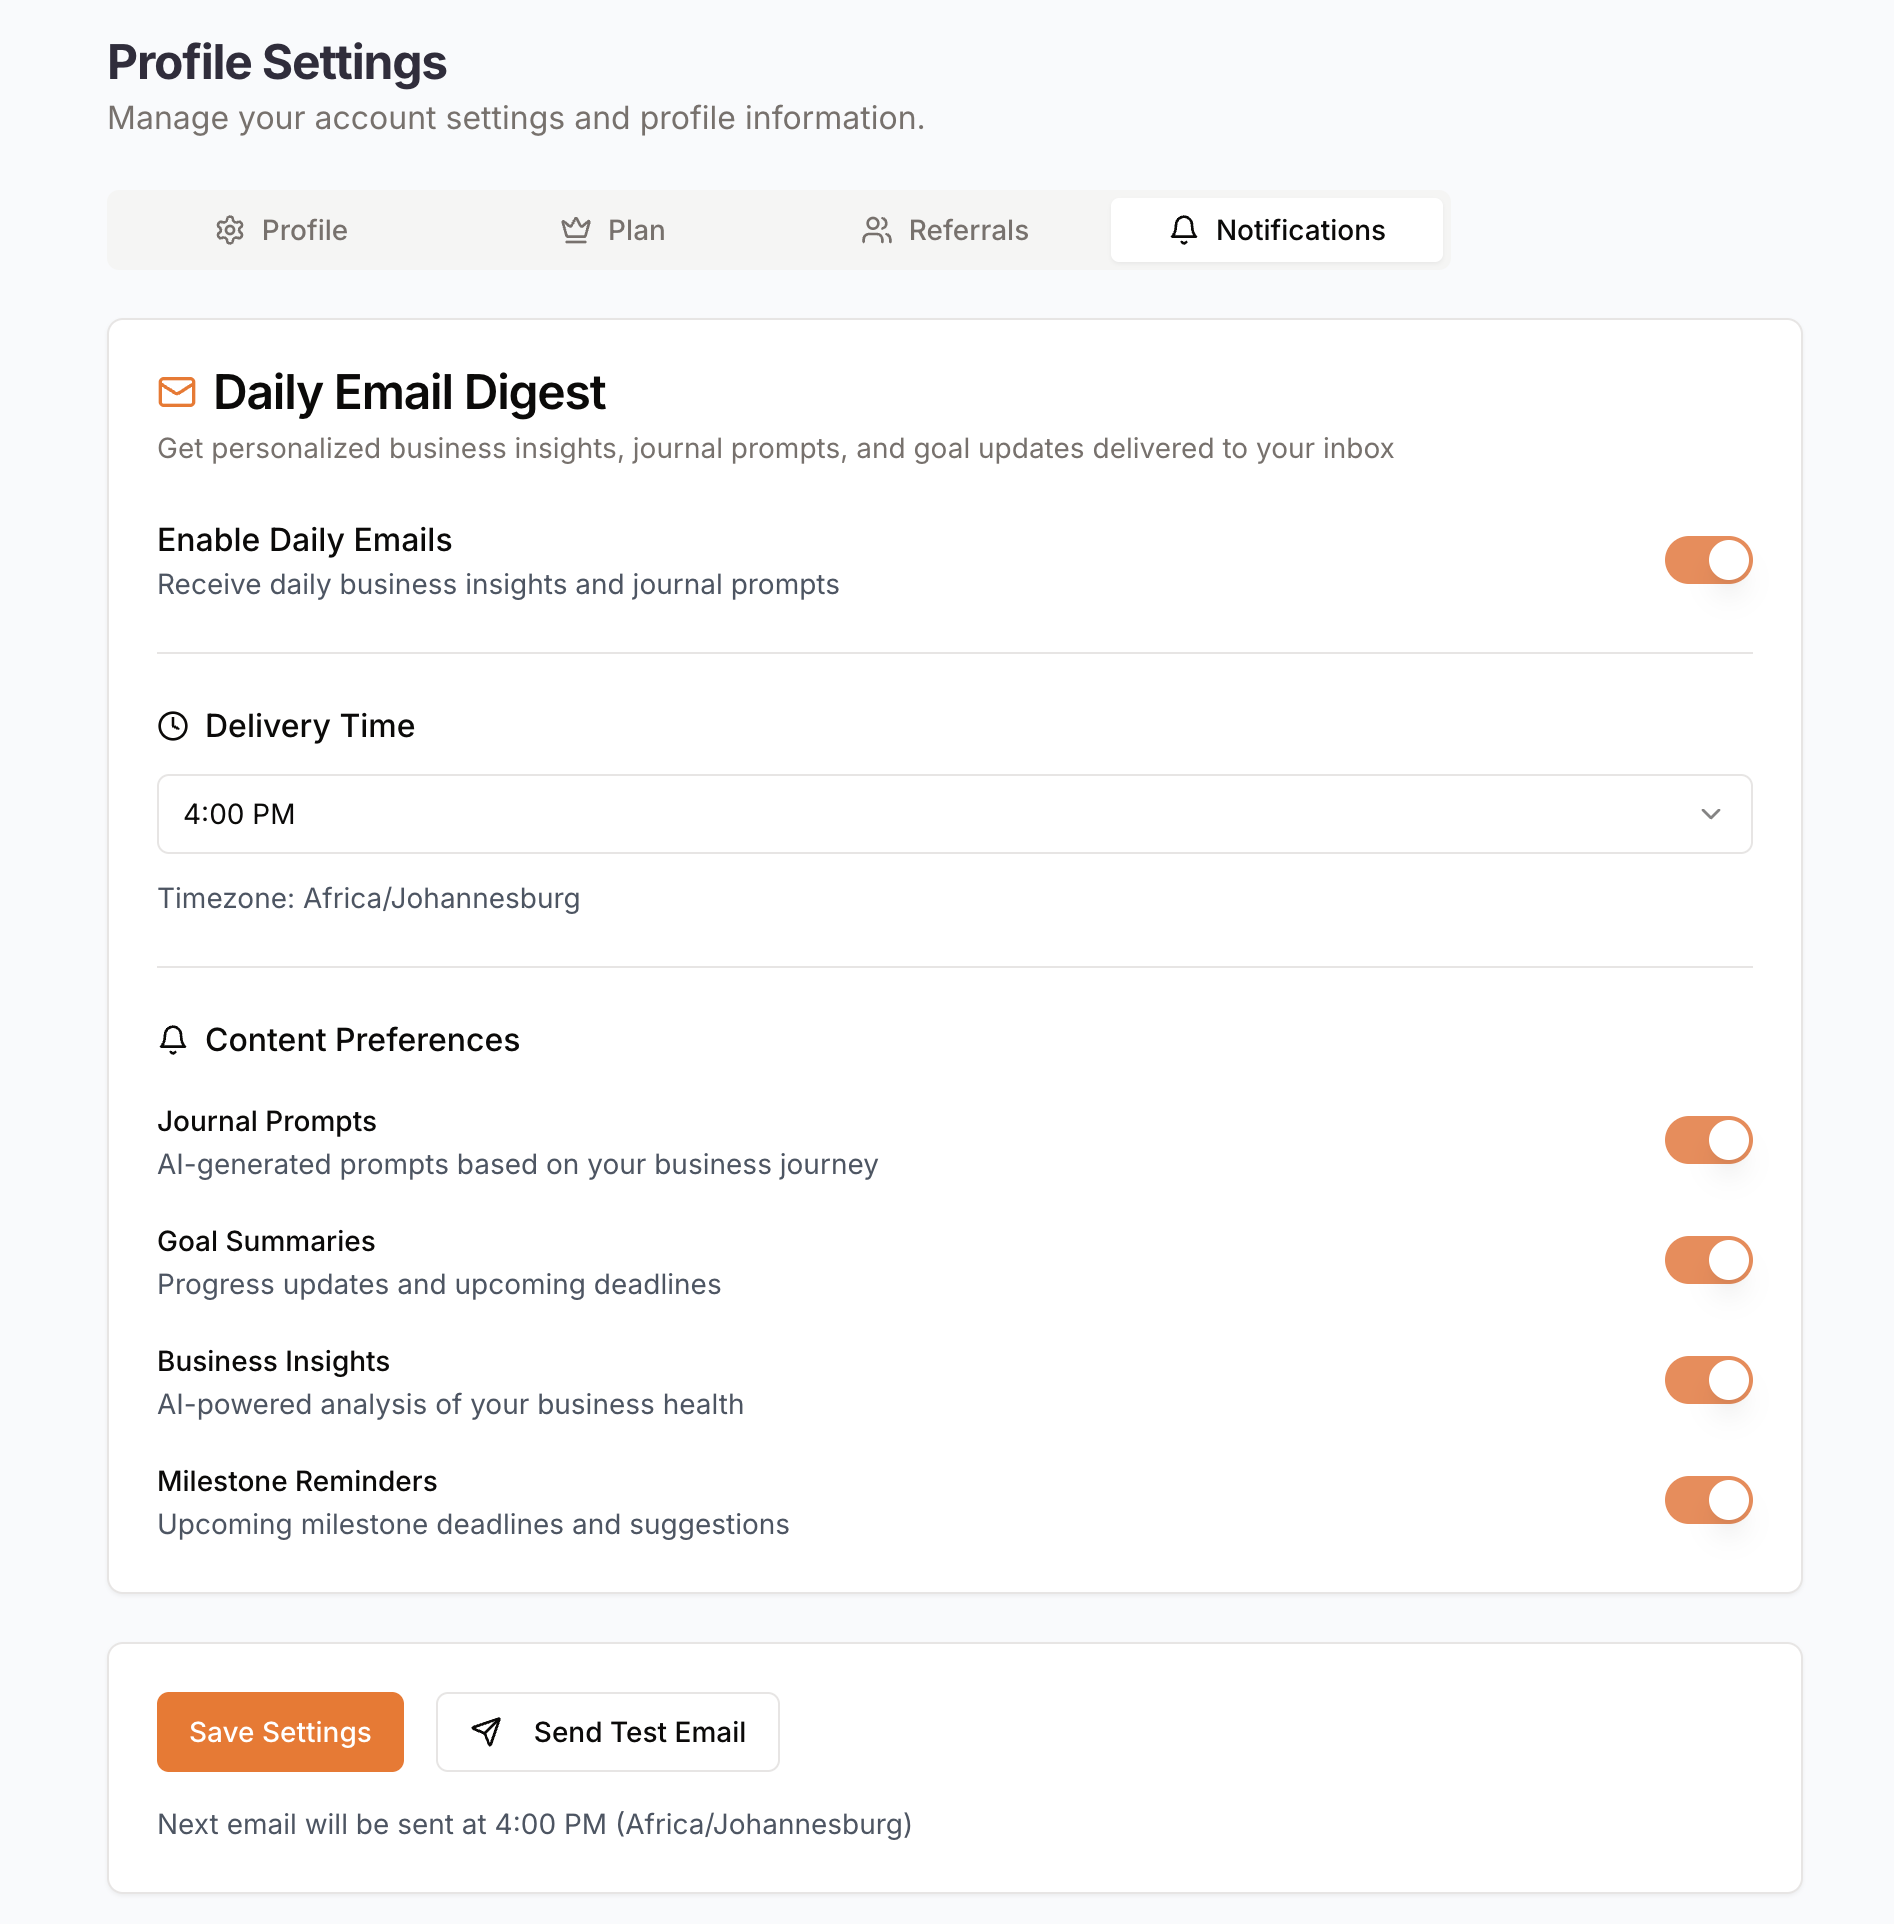 Profile Settings
Manage your account settings and profile information.
Profile
Plan
Referrals
Notifications
Daily Email Digest
Get personalized business insights, journal prompts, and goal updates delivered to your inbox
Enable Daily Emails
Receive daily business insights and journal prompts
Delivery Time
4:00 PM
Timezone: Africa/Johannesburg
Content Preferences
Journal Prompts
AI-generated prompts based on your business journey
Goal Summaries
Progress updates and upcoming deadlines
Business Insights
AI-powered analysis of your business health
Milestone Reminders
Upcoming milestone deadlines and suggestions
Save Settings
Send Test Email
Next email will be sent at 4:00 PM (Africa/Johannesburg)